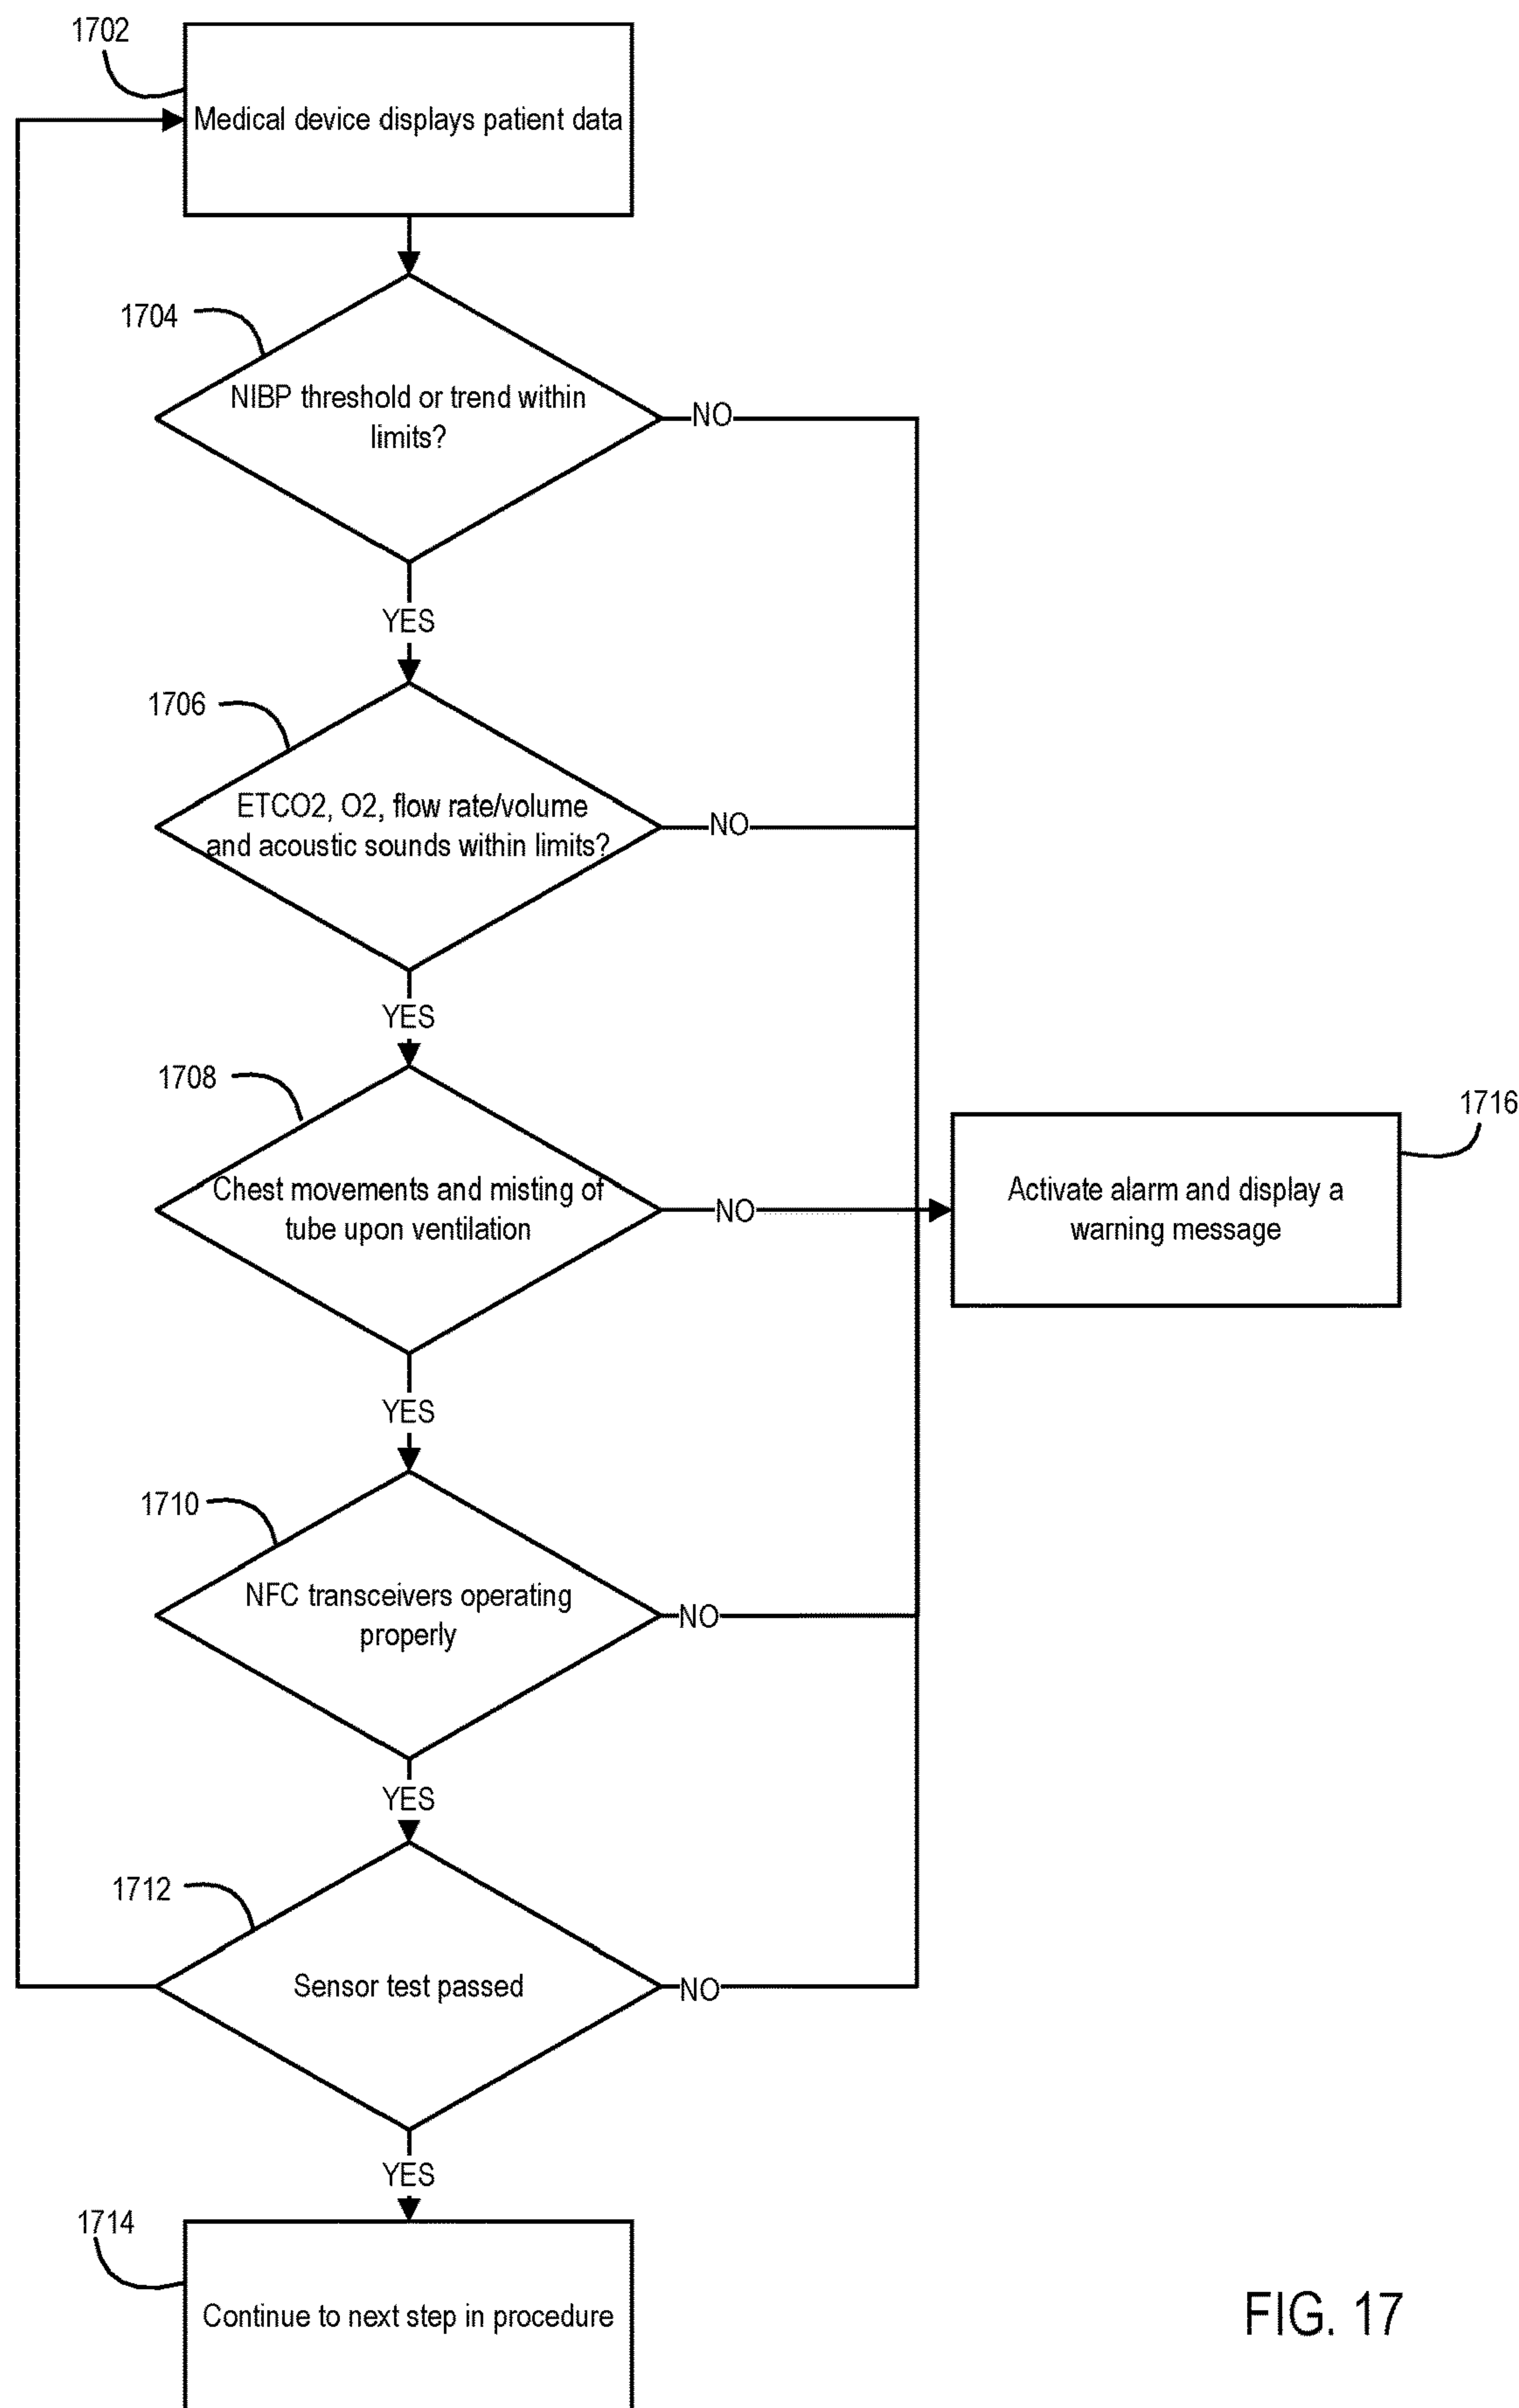 1702
Medical device displays patient data
1704
NIBP threshold or trend within
limits?
NO
YES
1706
ETCO2, O2, flow rate/volume
and acoustic sounds within limits?
NO
YES
1708
Chest movements and misting of
tube upon ventilation
NO
1716
Activate alarm and display a
warning message
YES
1710
NFC transceivers operating
properly
NO
YES
1712
Sensor test passed
NO
YES
1714
Continue to next step in procedure
FIG. 17